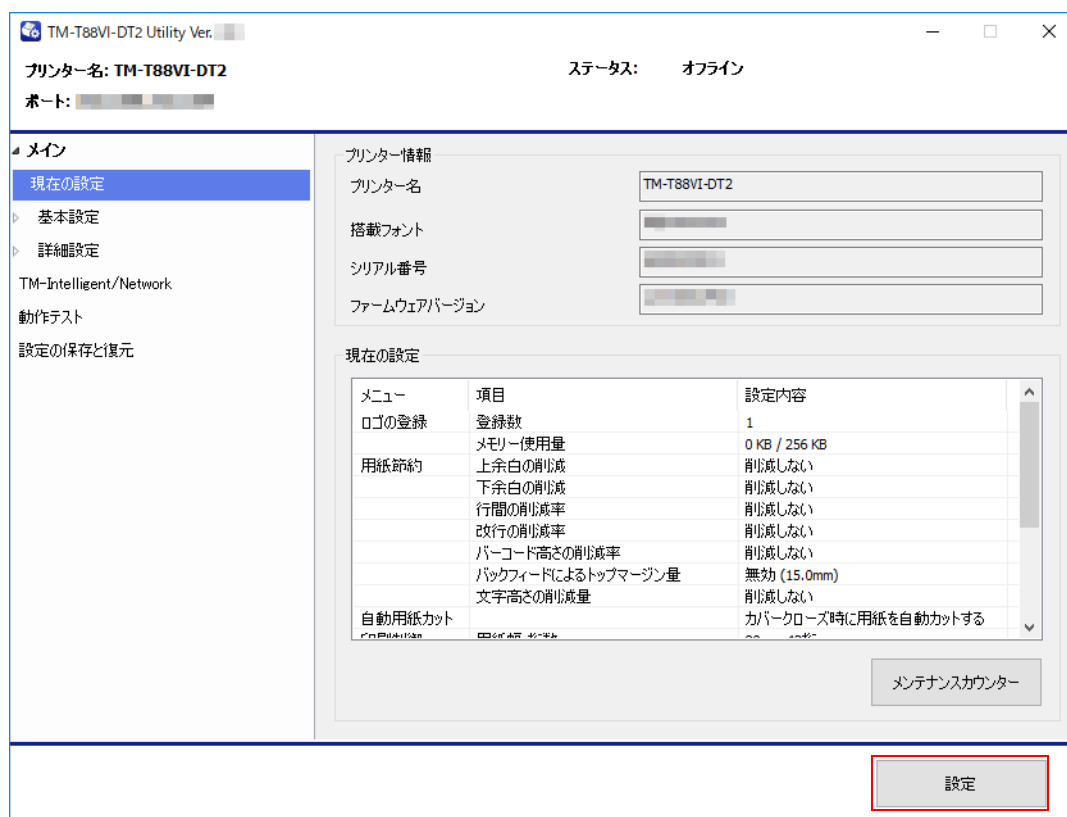 TM-T88VI-DT2 Utility Ver.
プリンター名: TM-T88VI-DT2
ステータス: オフライン
ポート:
メイン
現在の設定
基本設定
詳細設定
TM-Intelligent/Network
動作テスト
設定の保存と復元
プリンター情報
プリンター名 TM-T88VI-DT2
搭載フォント
シリアル番号
ファームウェアバージョン
現在の設定
メニュー 項目 設定内容
ロゴの登録 登録数 1
メモリー使用量 0 KB / 256 KB
用紙節約 上余白の削減 削減しない
下余白の削減 削減しない
行間の削減率 削減しない
改行の削減率 削減しない
バーコード高さの削減率 削減しない
バックフィードによるトップマージン量 無効 (15.0mm)
文字高さの削減量 削減しない
自動用紙カット カバークローズ時に用紙を自動カットする
メンテナンスカウンター
設定